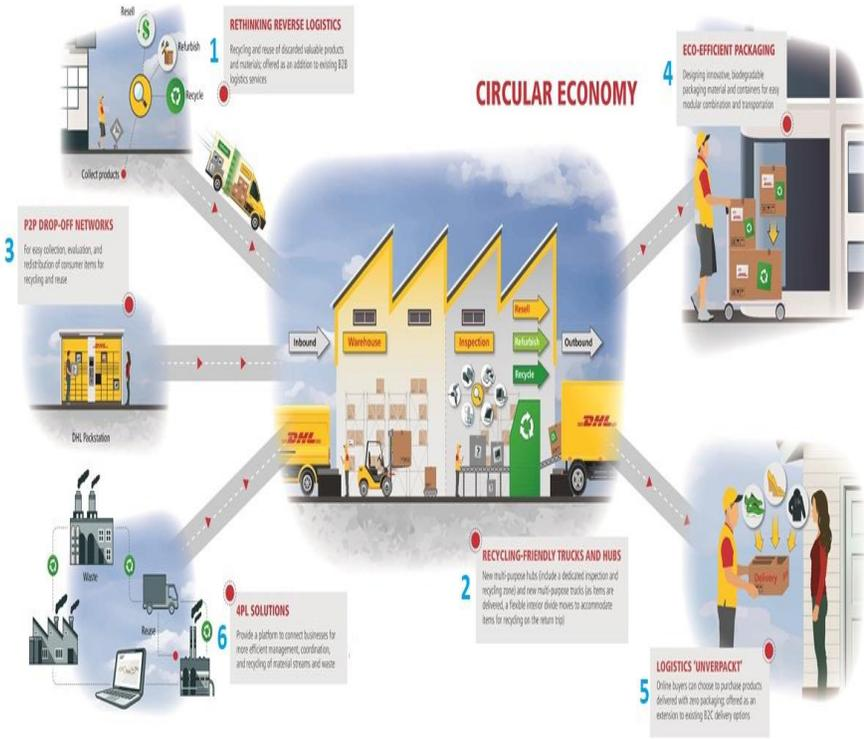 CIRCULAR ECONOMY
1
RETHINKING REVERSE LOGISTICS
Recycling and reuse of discarded valuable products
and materials; offered as an addition to existing B2B
logistics services
Resell
Refurbish
Recycle
Collect products
3
P2P DROP-OFF NETWORKS
For easy collection, evaluation, and
redistribution of consumer items for
recycling and reuse
DHL
DHL Packstation
6
4PL SOLUTIONS
Provide a platform to connect businesses for
more efficient management, coordination,
and recycling of material streams and waste
Waste
Reuse
Inbound
Warehouse
Inspection
Resell
Refurbish
Recycle
Outbound
DHL
DHL
2
RECYCLING-FRIENDLY TRUCKS AND HUBS
New multi-purpose hubs (include a dedicated inspection and
recycling zone) and new multi-purpose trucks (as items are
delivered, a flexible interior divide moves to accommodate
items for recycling on the return trip)
4
ECO-EFFICIENT PACKAGING
Designing innovative, biodegradable
packaging material and containers for easy
modular combination and transportation
Delivery
5
LOGISTICS 'UNVERPACKT'
Online buyers can choose to purchase products
delivered with zero packaging; offered as an
extension to existing B2C delivery options